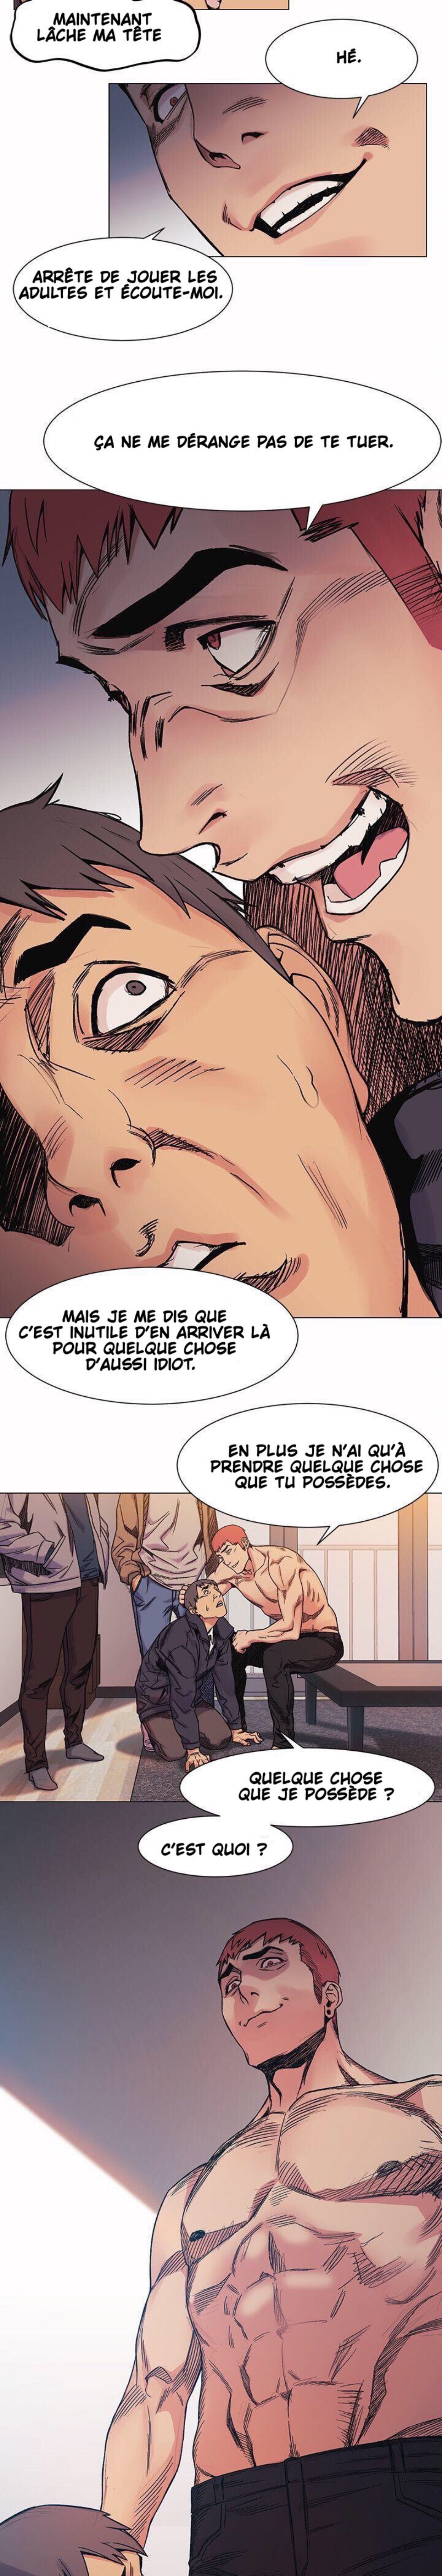 MAINTENANT
LÂCHE MA TÊTE
HÉ.
ARRÊTE DE JOUER LES
ADULTES ET ÉCOUTE-MOI.
ÇA NE ME DÉRANGE PAS DE TE TUER.
MAIS JE ME DIS QUE
C'EST INUTILE D'EN ARRIVER LÀ
POUR QUELQUE CHOSE
D'AUSSI IDIOT.
EN PLUS JE N'AI QU'À
PRENDRE QUELQUE CHOSE
QUE TU POSSÈDES.
QUELQUE CHOSE
QUE JE POSSÈDE ?
C'EST QUOI ?